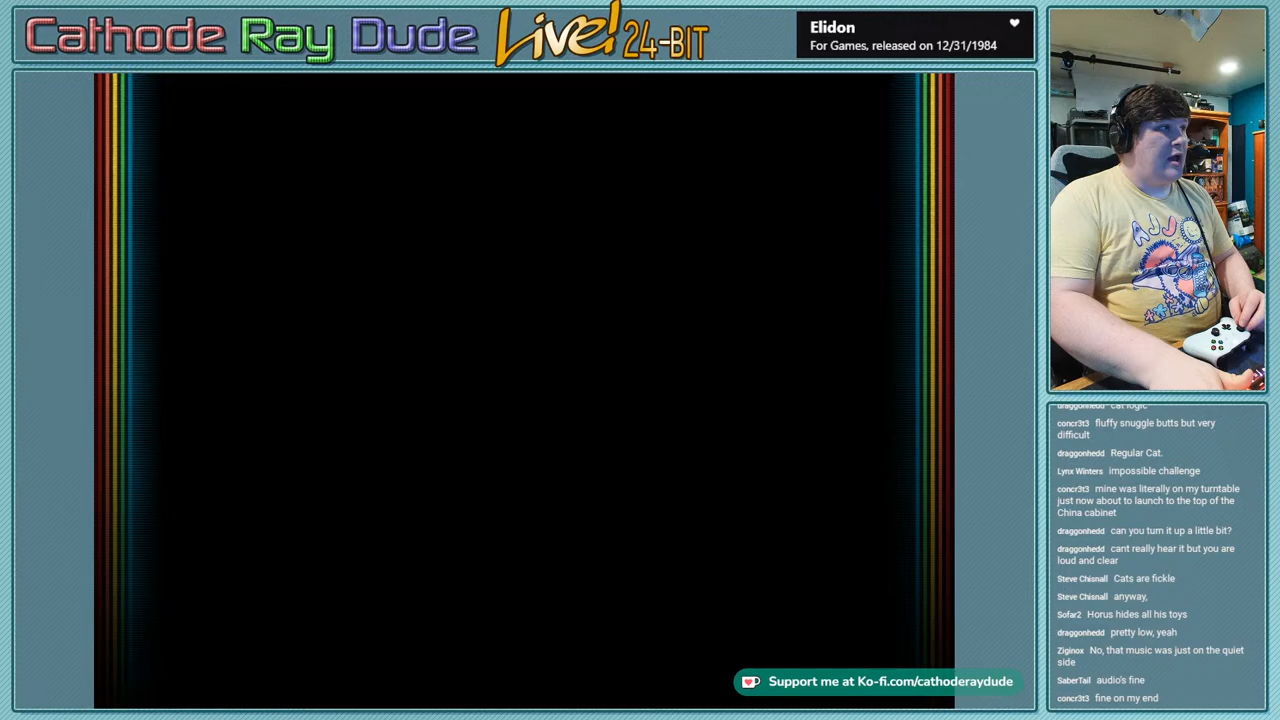 Cathode Ray Dude Live! 24-BIT
Elidon
For Games, released on 12/31/1984
AJJ
draggonhedd cat logic
concr3t3 fluffy snuggle butts but very
difficult
draggonhedd Regular Cat.
Lynx Winters impossible challenge
concr3t3 mine was literally on my turntable
just now about to launch to the top of the
China cabinet
draggonhedd can you turn it up a little bit?
draggonhedd cant really hear it but you are
loud and clear
Steve Chisnall Cats are fickle
Steve Chisnall anyway,
Sofar2 Horus hides all his toys
draggonhedd pretty low, yeah
Ziginox No, that music was just on the quiet
side
SaberTail audio's fine
concr3t3 fine on my end
Support me at Ko-fi.com/cathoderaydude